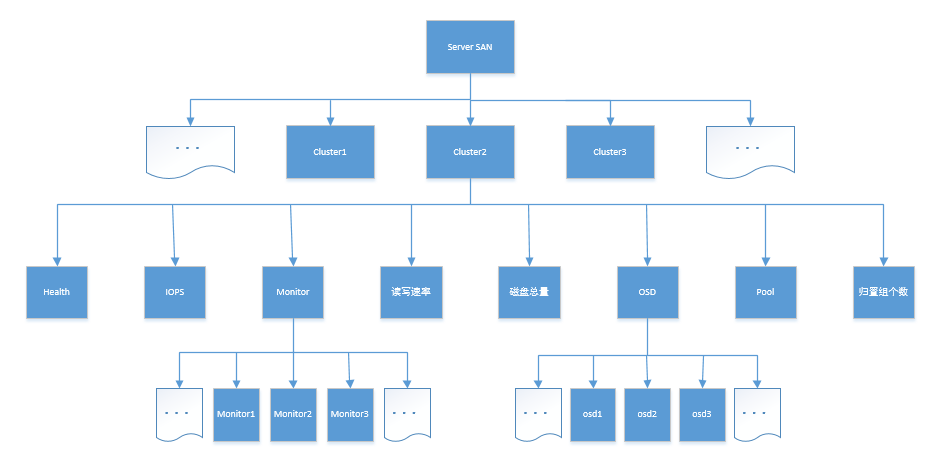 Server SAN
• • •
Cluster1
Cluster2
Cluster3
• • •
Health
IOPS
Monitor
读写速率
磁盘总量
OSD
Pool
归置组个数
• • •
Monitor1
Monitor2
Monitor3
• • •
• • •
osd1
osd2
osd3
• • •